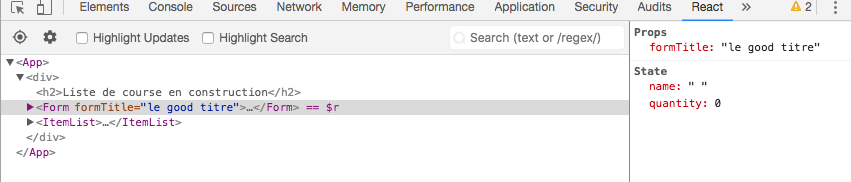 Elements Console Sources Network Memory Performance Application Security Audits React » 2
Highlight Updates Highlight Search Search (text or /regex/)
<App>
<div>
<h2>Liste de course en construction</h2>
<Form formTitle="le good titre">…</Form> == $r
<ItemList>…</ItemList>
</div>
</App>
Props
formTitle: "le good titre"
State
name: " "
quantity: 0